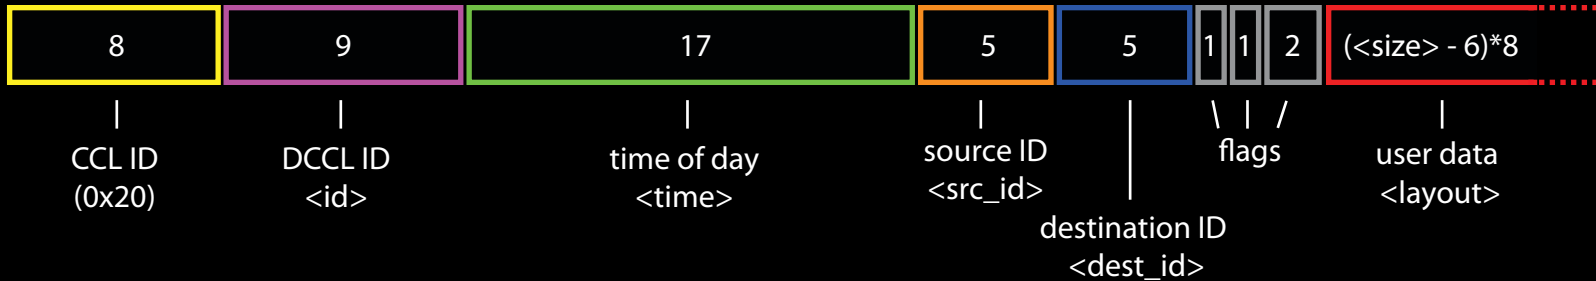 8 9 17 5 5 1 1 2 (<size> - 6)*8
CCL ID
(0x20)
DCCL ID
<id>
time of day
<time>
source ID
<src_id>
destination ID
<dest_id>
flags
user data
<layout>